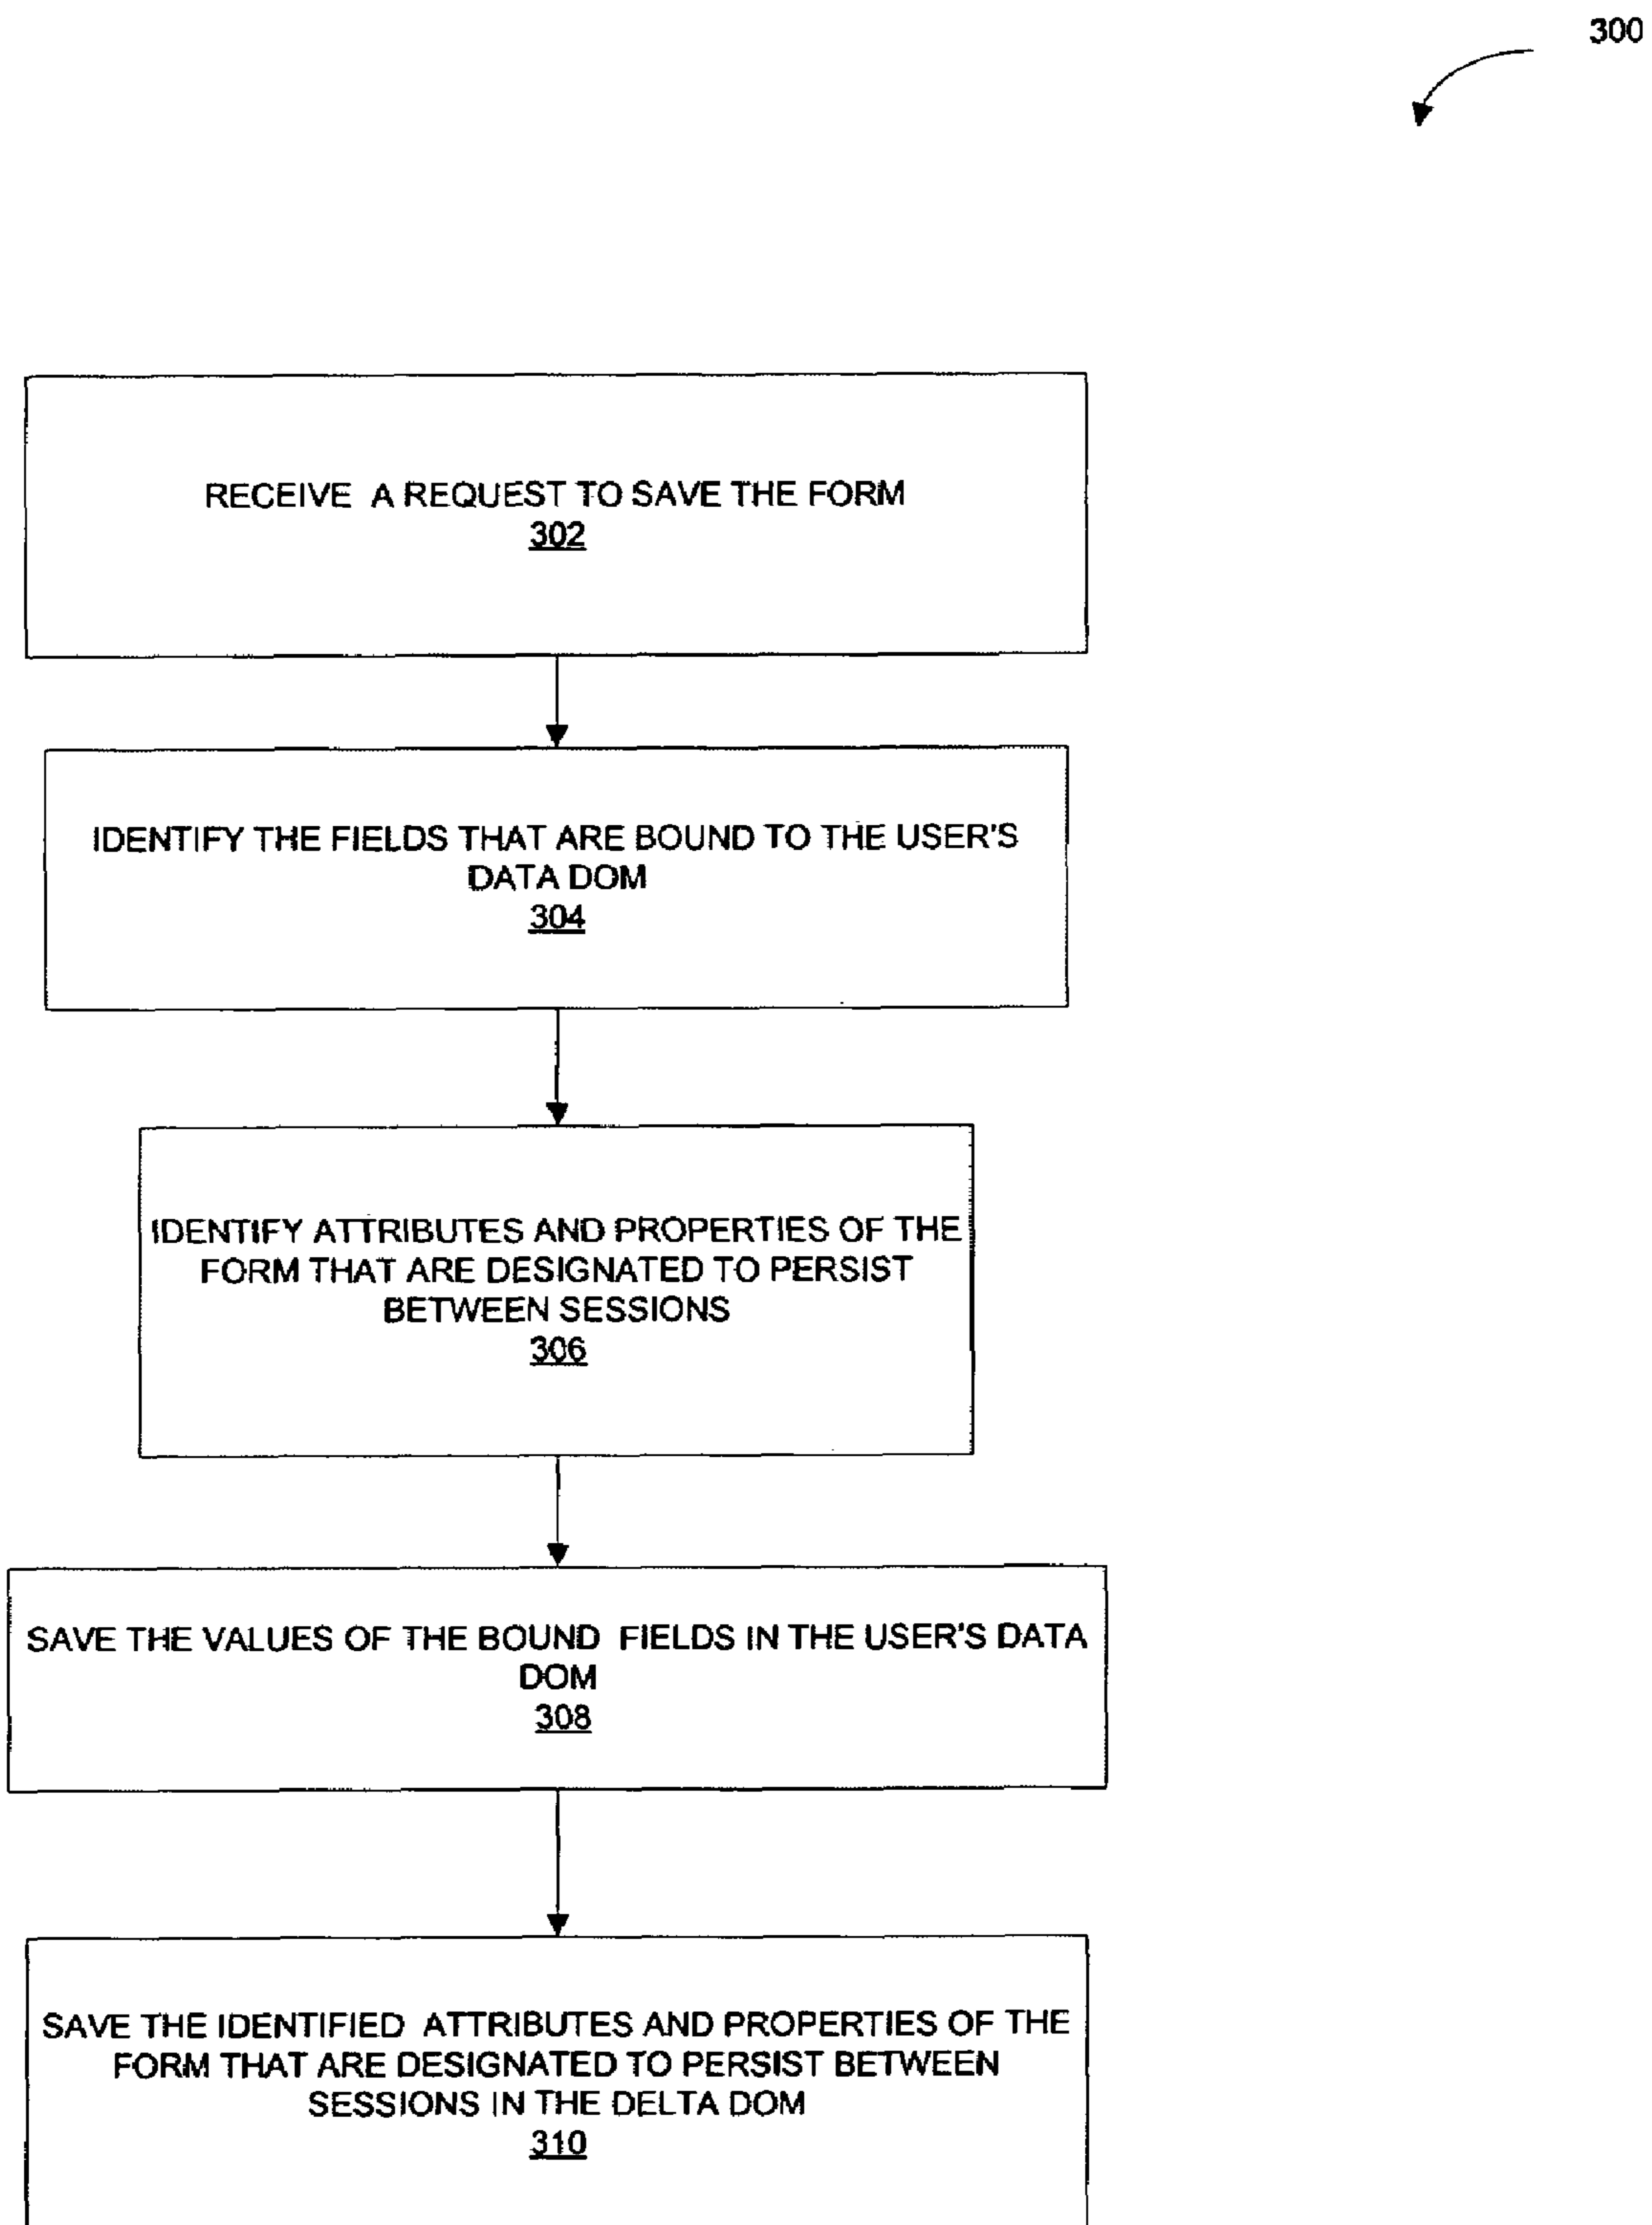 300
RECEIVE A REQUEST TO SAVE THE FORM
302
IDENTIFY THE FIELDS THAT ARE BOUND TO THE USER'S
DATA DOM
304
IDENTIFY ATTRIBUTES AND PROPERTIES OF THE
FORM THAT ARE DESIGNATED TO PERSIST
BETWEEN SESSIONS
306
SAVE THE VALUES OF THE BOUND FIELDS IN THE USER'S DATA
DOM
308
SAVE THE IDENTIFIED ATTRIBUTES AND PROPERTIES OF THE
FORM THAT ARE DESIGNATED TO PERSIST BETWEEN
SESSIONS IN THE DELTA DOM
310